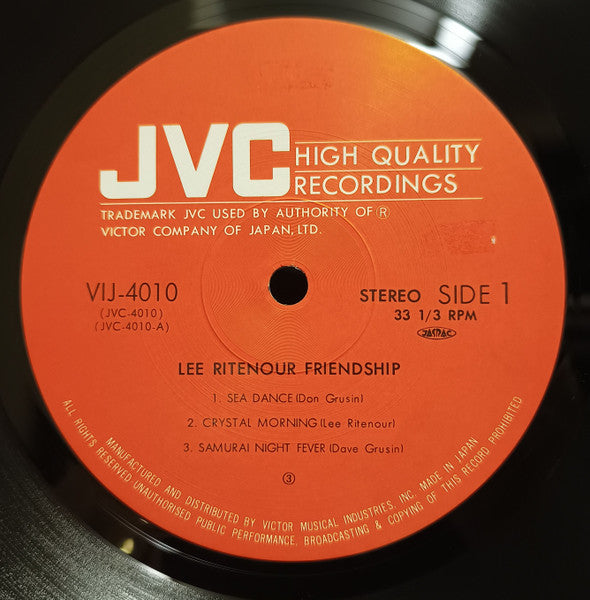 JVC
HIGH QUALITY
RECORDINGS
TRADEMARK JVC USED BY AUTHORITY OF ®
VICTOR COMPANY OF JAPAN, LTD.
VIJ-4010
(JVC-4010)
(JVC-4010-A)
STEREO SIDE 1
33 1/3 RPM
JASRAC
LEE RITENOUR FRIENDSHIP
1. SEA DANCE (Don Grusin)
2. CRYSTAL MORNING (Lee Ritenour)
3. SAMURAI NIGHT FEVER (Dave Grusin)
③
MANUFACTURED AND DISTRIBUTED BY VICTOR MUSICAL INDUSTRIES, INC. MADE IN JAPAN
ALL RIGHTS RESERVED UNAUTHORISED PUBLIC PERFORMANCE, BROADCASTING & COPYING OF THIS RECORD PROHIBITED